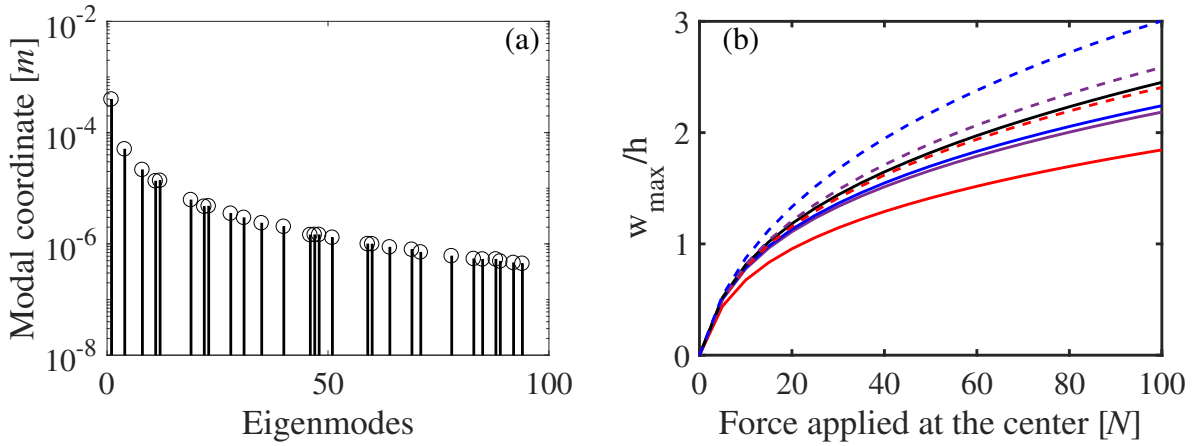 (a)
Modal coordinate [m]
10^-2
10^-4
10^-6
10^-8
0
50
100
Eigenmodes
(b)
w_max/h
3
2
1
0
0
20
40
60
80
100
Force applied at the center [N]